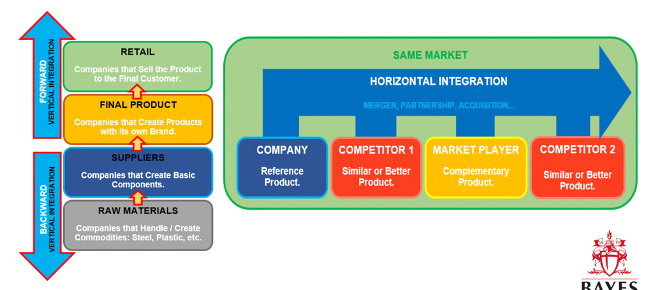 FORWARD
VERTICAL INTEGRATION
BACKWARD
VERTICAL INTEGRATION
RETAIL
Companies that Sell the Product
to the Final Customer.
FINAL PRODUCT
Companies that Create Products
with its own Brand.
SUPPLIERS
Companies that Create Basic
Components.
RAW MATERIALS
Companies that Handle / Create
Commodities: Steel, Plastic, etc.
SAME MARKET
HORIZONTAL INTEGRATION
MERGER, PARTNERSHIP, ACQUISITION...
COMPANY
Reference
Product.
COMPETITOR 1
Similar or Better
Product.
MARKET PLAYER
Complementary
Product.
COMPETITOR 2
Similar or Better
Product.
BAYES